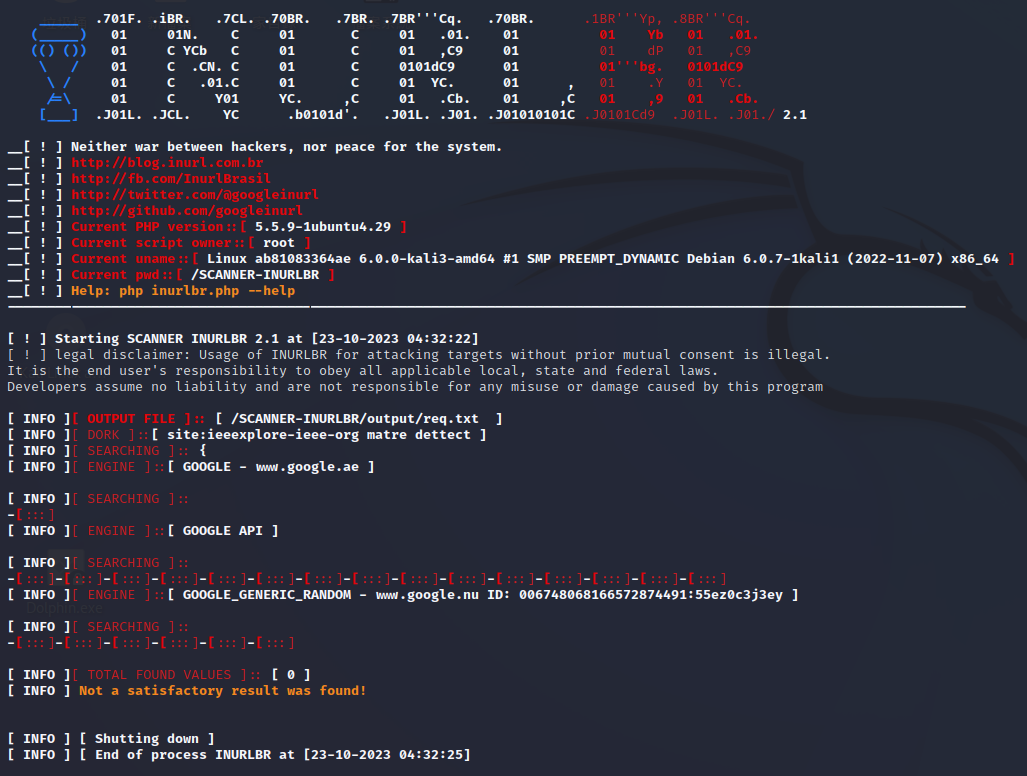 _____  .701F. .iBR.   .7CL. .70BR.   .7BR. .7BR'''Cq.   .70BR.      .1BR'''Yp, .8BR'''Cq.
(_____)   01     01N.    C     01       C     01   .01.    01          01    Yb   01   .01.
(() ())   01     C YCb   C     01       C     01   ,C9     01          01    dP   01   ,C9
 \   /    01     C  .CN. C     01       C     0101dC9      01          01'''bg.   0101dC9
  \ /     01     C   .01.C     01       C     01  YC.      01      ,   01    .Y   01  YC.
  /=\     01     C     Y01     YC.     ,C     01   .Cb.    01     ,C   01    ,9   01   .Cb.
 [___]  .J01L. .JCL.    YC      .b0101d'.   .J01L. .J01. .J01010101C .J0101Cd9  .J01L. .J01./ 2.1
__[ ! ] Neither war between hackers, nor peace for the system.
__[ ! ] http://blog.inurl.com.br
__[ ! ] http://fb.com/InurlBrasil
__[ ! ] http://twitter.com/@googleinurl
__[ ! ] http://github.com/googleinurl
__[ ! ] Current PHP version::[ 5.5.9-1ubuntu4.29 ]
__[ ! ] Current script owner::[ root ]
__[ ! ] Current uname::[ Linux ab81083364ae 6.0.0-kali3-amd64 #1 SMP PREEMPT_DYNAMIC Debian 6.0.7-1kali1 (2022-11-07) x86_64 ]
__[ ! ] Current pwd::[ /SCANNER-INURLBR ]
__[ ! ] Help: php inurlbr.php --help
[ ! ] Starting SCANNER INURLBR 2.1 at [23-10-2023 04:32:22]
[ ! ] legal disclaimer: Usage of INURLBR for attacking targets without prior mutual consent is illegal.
It is the end user's responsibility to obey all applicable local, state and federal laws.
Developers assume no liability and are not responsible for any misuse or damage caused by this program
[ INFO ][ OUTPUT FILE ]:: [ /SCANNER-INURLBR/output/req.txt  ]
[ INFO ][ DORK ]::[ site:ieeexplore-ieee-org matre dettect ]
[ INFO ][ SEARCHING ]:: {
[ INFO ][ ENGINE ]::[ GOOGLE - www.google.ae ]
[ INFO ][ SEARCHING ]::
-[:::]
[ INFO ][ ENGINE ]::[ GOOGLE API ]
[ INFO ][ SEARCHING ]::
-[:::]-[:::]-[:::]-[:::]-[:::]-[:::]-[:::]-[:::]-[:::]-[:::]-[:::]-[:::]-[:::]-[:::]-[:::]
[ INFO ][ ENGINE ]::[ GOOGLE_GENERIC_RANDOM - www.google.nu ID: 006748068166572874491:55ez0c3j3ey ]
Dolphin.exe
[ INFO ][ SEARCHING ]::
-[:::]-[:::]-[:::]-[:::]-[:::]-[:::]
[ INFO ][ TOTAL FOUND VALUES ]:: [ 0 ]
[ INFO ] Not a satisfactory result was found!
[ INFO ] [ Shutting down ]
[ INFO ] [ End of process INURLBR at [23-10-2023 04:32:25]